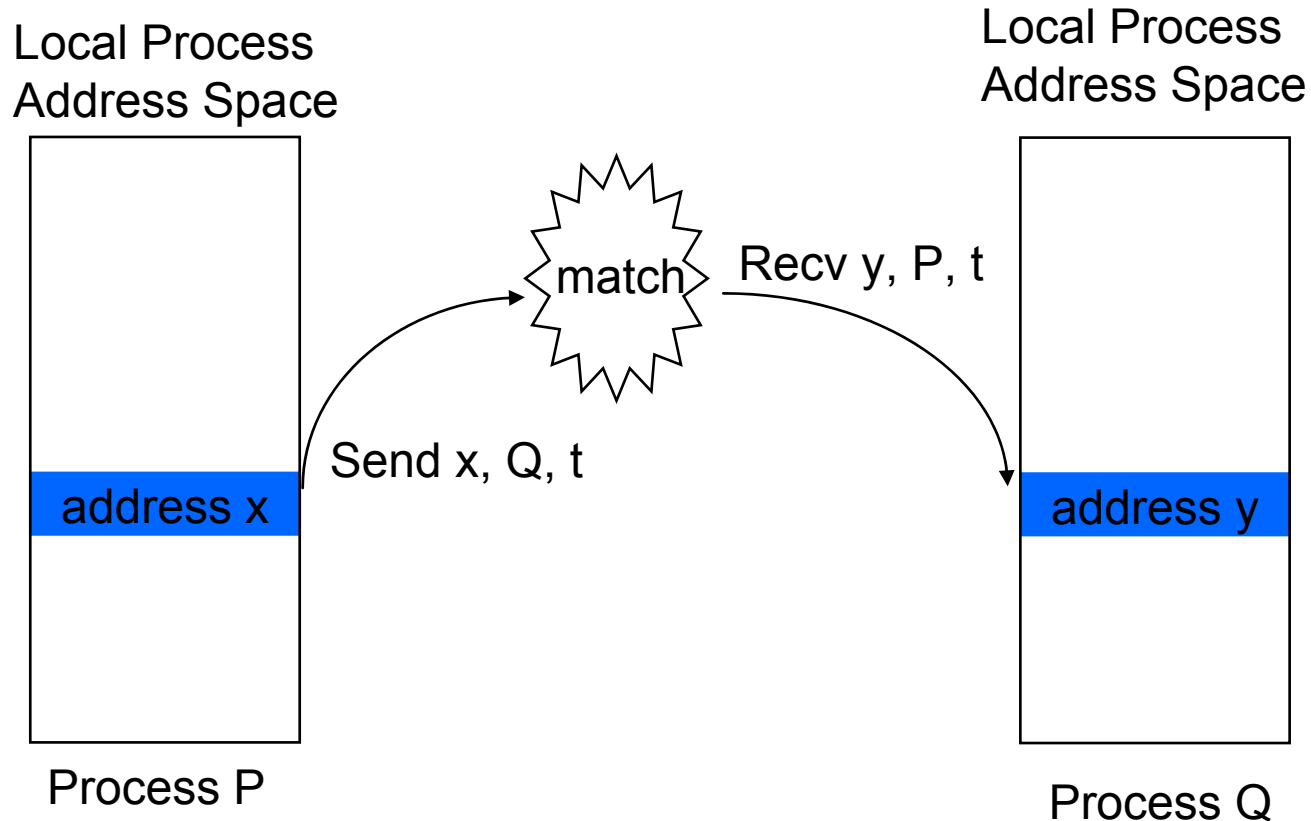 Local Process
Address Space
Local Process
Address Space
match
Recv y, P, t
Send x, Q, t
address x
address y
Process P
Process Q